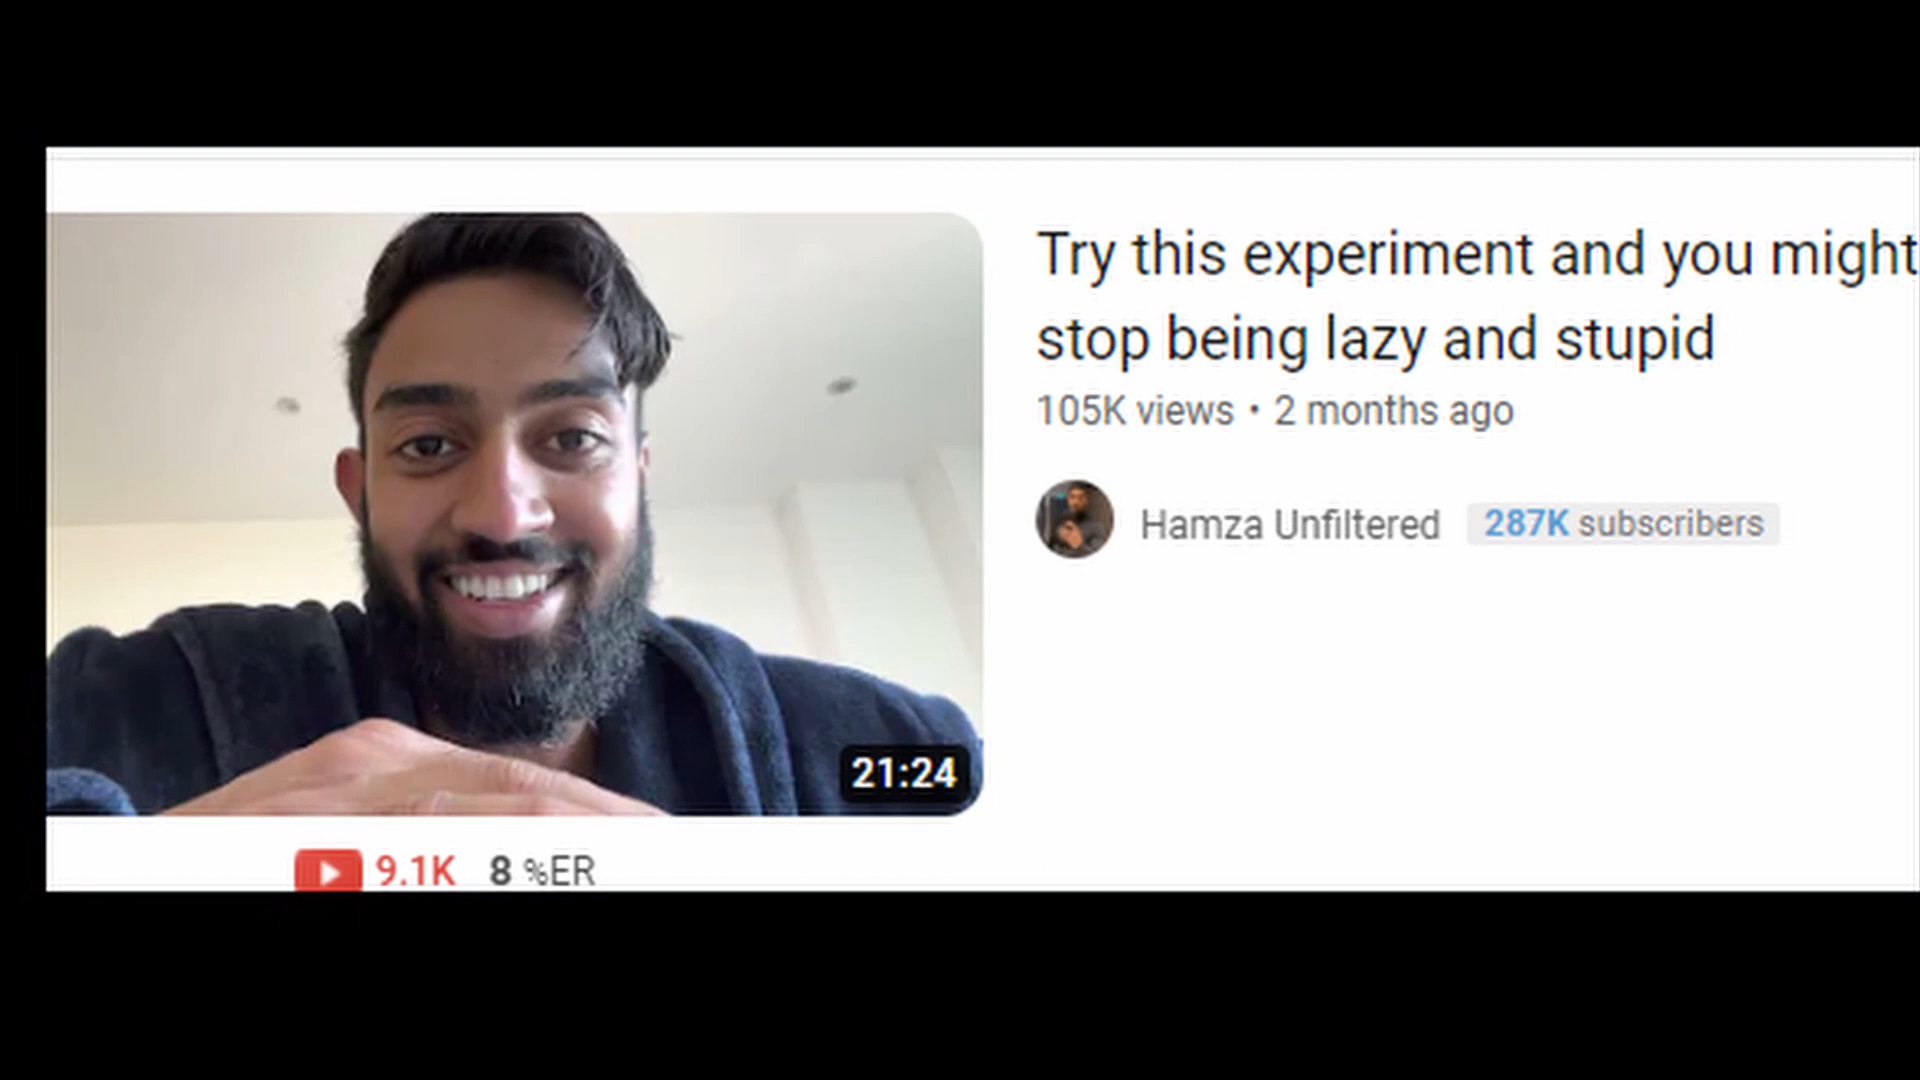 Try this experiment and you might
stop being lazy and stupid
105K views • 2 months ago
Hamza Unfiltered 287K subscribers
21:24
9.1K 8 %ER